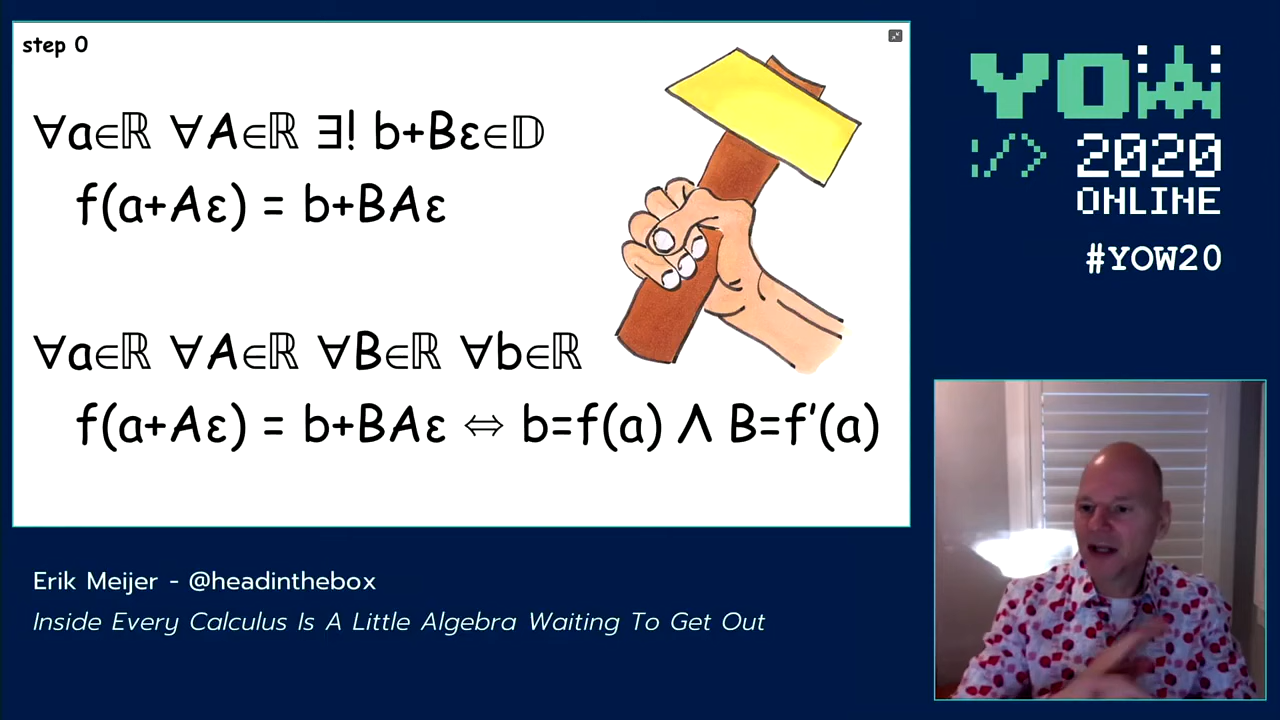 step 0
∀a∈ℝ ∀A∈ℝ ∃! b+Bε∈𝔻
f(a+Aε) = b+BAε
∀a∈ℝ ∀A∈ℝ ∀B∈ℝ ∀b∈ℝ
f(a+Aε) = b+BAε ⇔ b=f(a) ∧ B=f'(a)
YOW
:/> 2020
ONLINE
#YOW20
Erik Meijer - @headinthebox
Inside Every Calculus Is A Little Algebra Waiting To Get Out